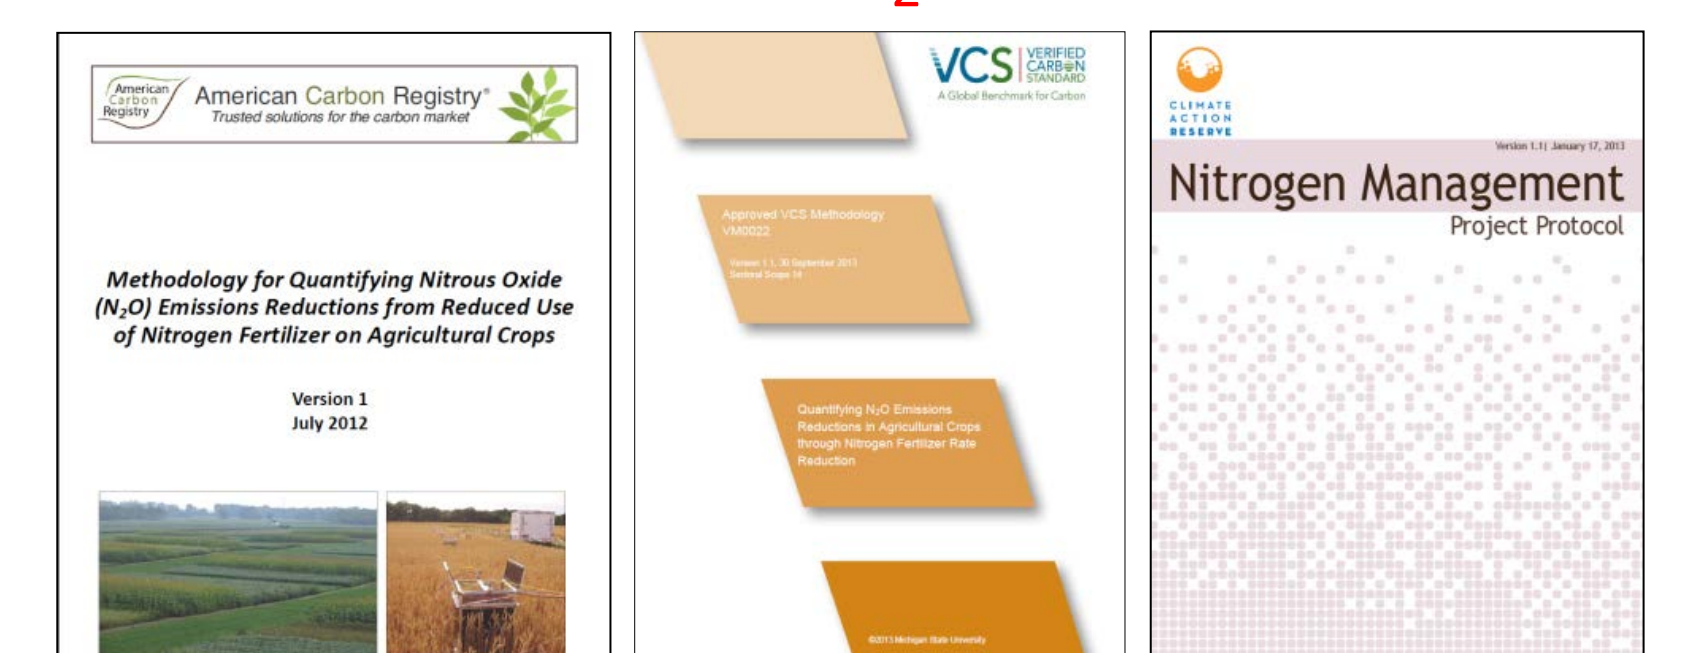 2
American
Carbon
Registry
American Carbon Registry®
Trusted solutions for the carbon market
Methodology for Quantifying Nitrous Oxide
(N₂O) Emissions Reductions from Reduced Use
of Nitrogen Fertilizer on Agricultural Crops
Version 1
July 2012
VCS VERIFIED
CARBON
STANDARD
A Global Benchmark for Carbon
Approved VCS Methodology
VM0022
Version 1.1, 30 September 2013
Sectoral Scope 14
Quantifying N₂O Emissions
Reductions in Agricultural Crops
through Nitrogen Fertilizer Rate
Reduction
©2013 Michigan State University
CLIMATE
ACTION
RESERVE
Version 1.1| January 17, 2013
Nitrogen Management
Project Protocol